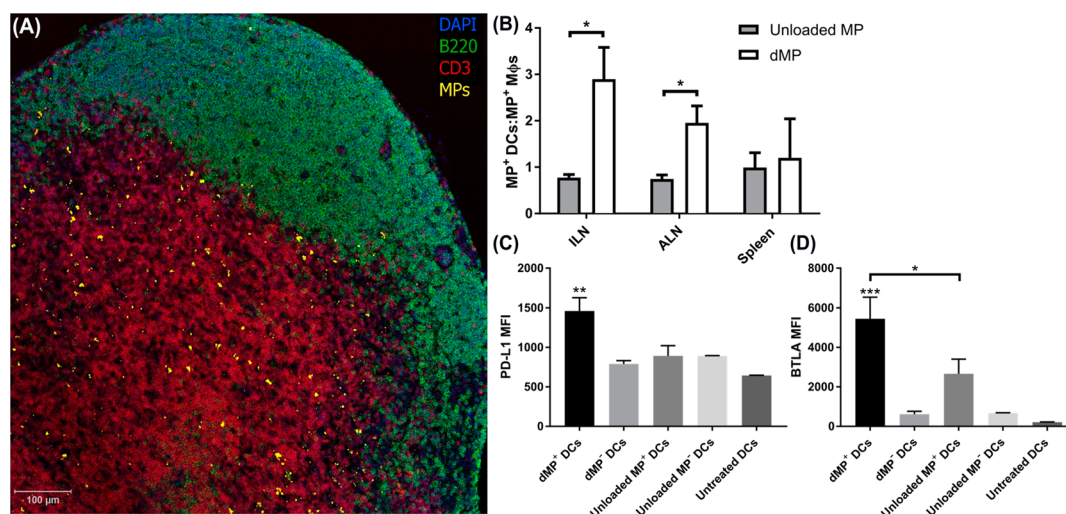 (A)
DAPI
B220
CD3
MPs
100 µm
(B)
MP⁺ DCs:MP⁺ Mϕs
4
3
2
1
0
Unloaded MP
dMP
*
*
ILN
ALN
Spleen
(C)
PD-L1 MFI
2000
1500
1000
500
0
**
dMP⁺ DCs
dMP⁻ DCs
Unloaded MP⁺ DCs
Unloaded MP⁻ DCs
Untreated DCs
(D)
BTLA MFI
8000
6000
4000
2000
0
*
***
dMP⁺ DCs
dMP⁻ DCs
Unloaded MP⁺ DCs
Unloaded MP⁻ DCs
Untreated DCs